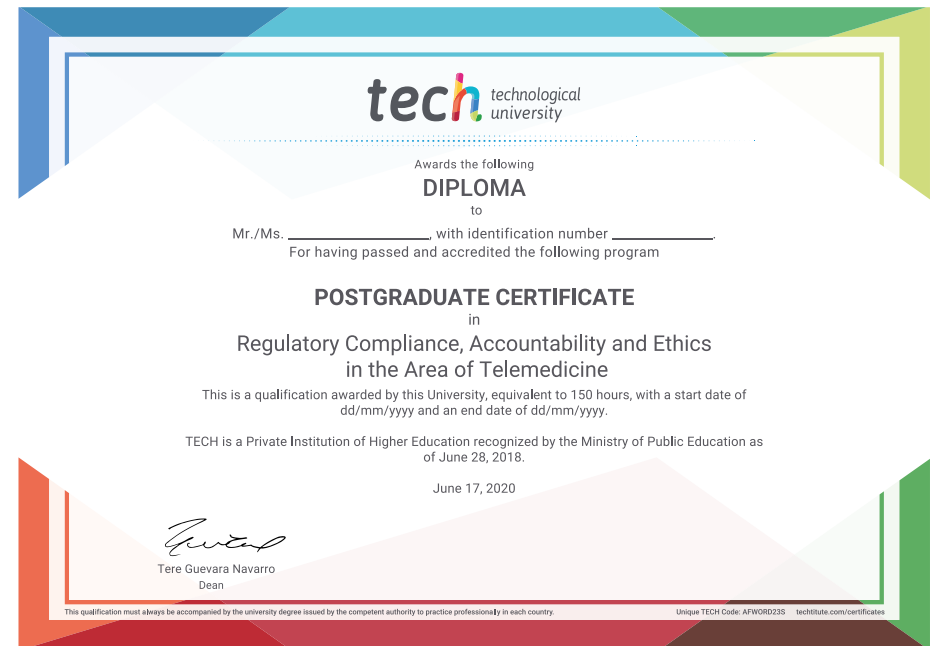 tech technological
university
Awards the following
DIPLOMA
to
Mr./Ms. ________________, with identification number ____________.
For having passed and accredited the following program
POSTGRADUATE CERTIFICATE
in
Regulatory Compliance, Accountability and Ethics
in the Area of Telemedicine
This is a qualification awarded by this University, equivalent to 150 hours, with a start date of
dd/mm/yyyy and an end date of dd/mm/yyyy.
TECH is a Private Institution of Higher Education recognized by the Ministry of Public Education as
of June 28, 2018.
June 17, 2020
Tere Guevara Navarro
Dean
This qualification must always be accompanied by the university degree issued by the competent authority to practice professionally in each country. Unique TECH Code: AFWORD23S techtitute.com/certificates